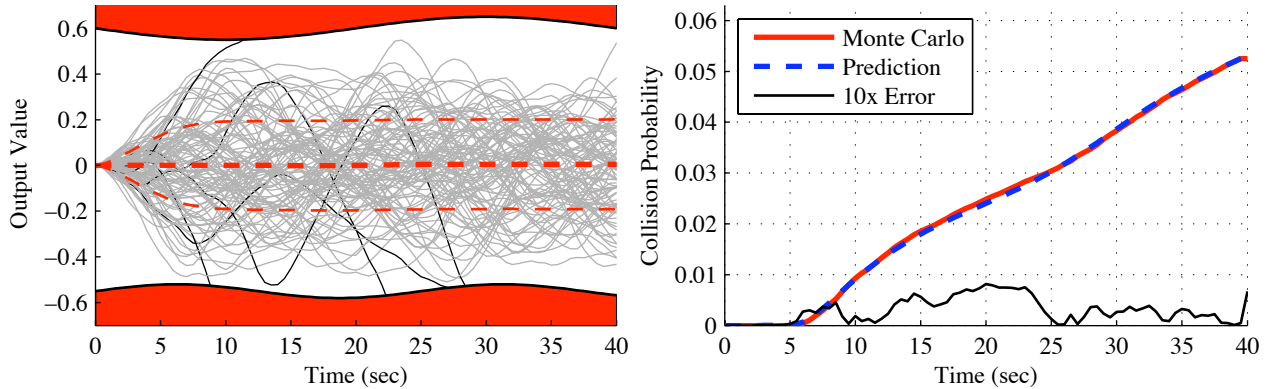 0.6
0.4
0.2
0
−0.2
−0.4
−0.6
Output Value
0 5 10 15 20 25 30 35 40
Time (sec)
0.06
0.05
0.04
0.03
0.02
0.01
0
Collision Probability
Monte Carlo
Prediction
10x Error
0 5 10 15 20 25 30 35 40
Time (sec)